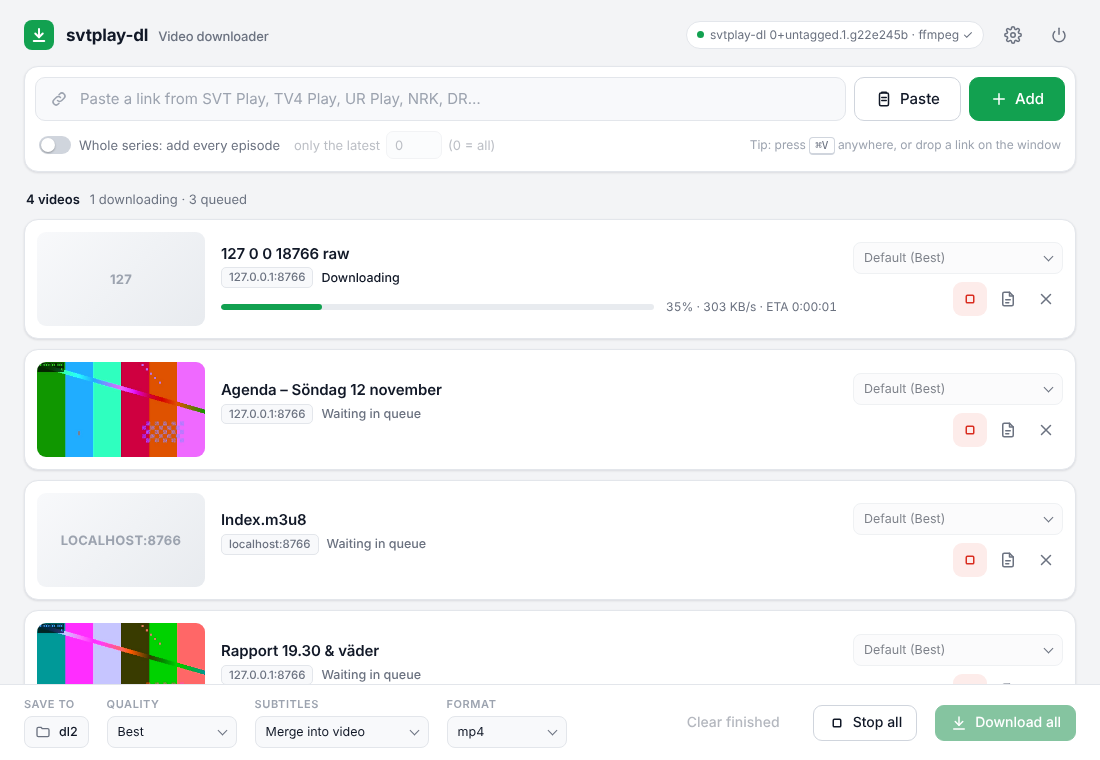 svtplay-dl Video downloader
svtplay-dl 0+untagged.1.g22e245b · ffmpeg ✓
Paste a link from SVT Play, TV4 Play, UR Play, NRK, DR...
Paste
Add
Whole series: add every episode
only the latest 0 (0 = all)
Tip: press ⌘V anywhere, or drop a link on the window
4 videos 1 downloading · 3 queued
127
127 0 0 18766 raw
127.0.0.1:8766 Downloading
35% · 303 KB/s · ETA 0:00:01
Default (Best)
Agenda – Söndag 12 november
127.0.0.1:8766 Waiting in queue
Default (Best)
LOCALHOST:8766
Index.m3u8
localhost:8766 Waiting in queue
Default (Best)
Rapport 19.30 & väder
127.0.0.1:8766 Waiting in queue
Default (Best)
SAVE TO
dl2
QUALITY
Best
SUBTITLES
Merge into video
FORMAT
mp4
Clear finished
Stop all
Download all